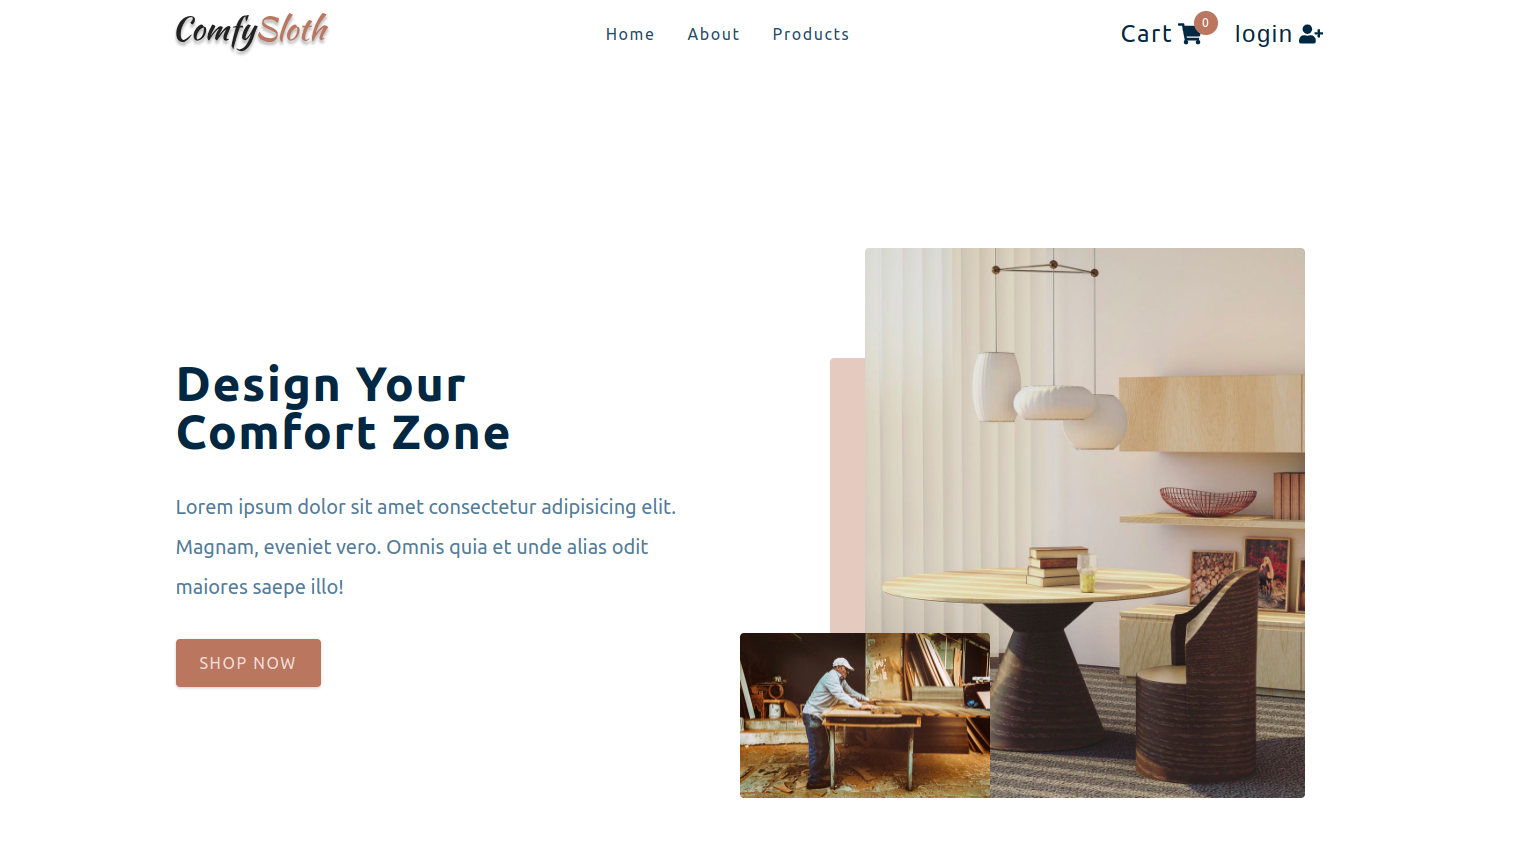 ComfySloth
Home About Products
Cart 0 login
Design Your
Comfort Zone
Lorem ipsum dolor sit amet consectetur adipisicing elit.
Magnam, eveniet vero. Omnis quia et unde alias odit
maiores saepe illo!
SHOP NOW